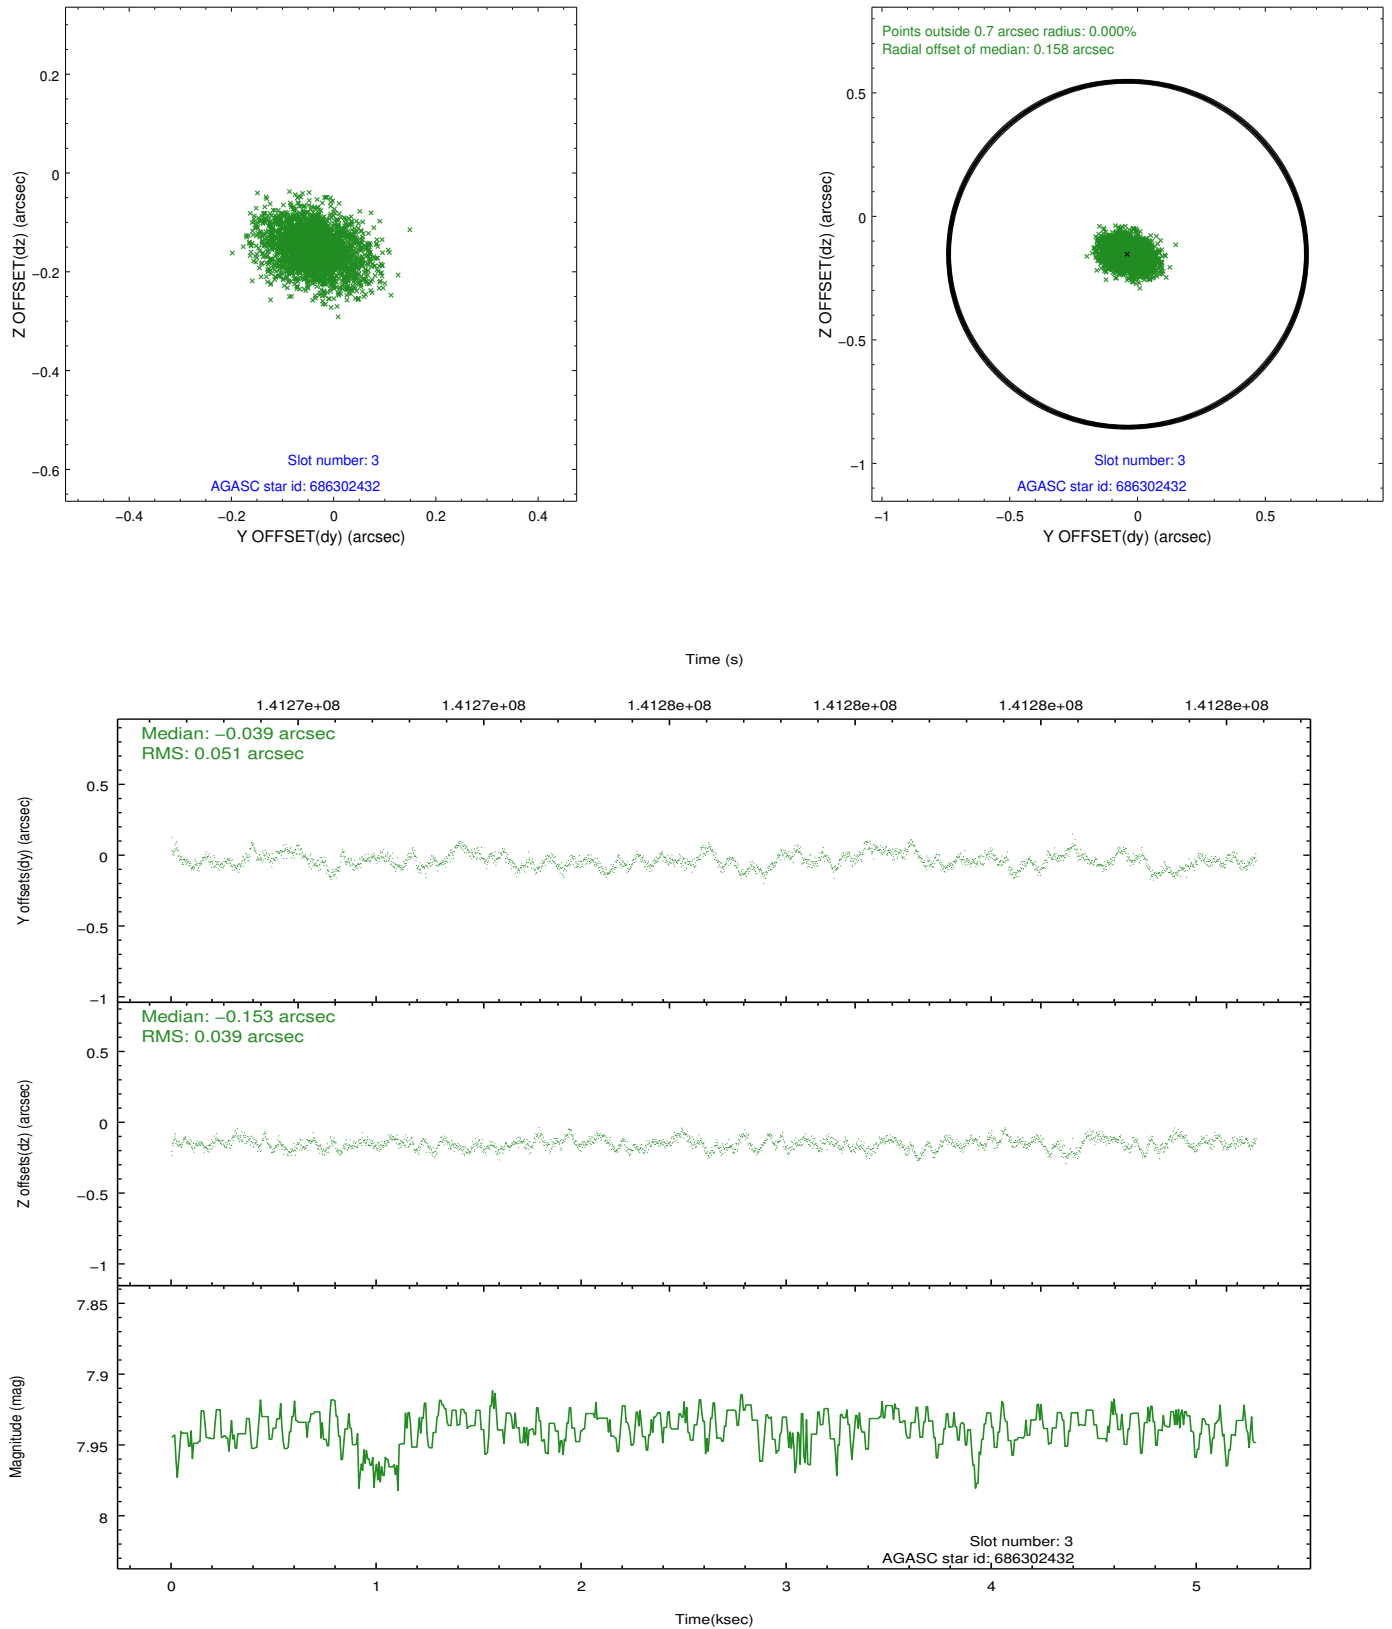 0.2
0
−0.2
−0.4
−0.6
Z OFFSET(dz) (arcsec)
Slot number: 3
AGASC star id: 686302432
−0.4
−0.2
0
0.2
0.4
Y OFFSET(dy) (arcsec)
Points outside 0.7 arcsec radius: 0.000%
Radial offset of median: 0.158 arcsec
0.5
0
−0.5
−1
Z OFFSET(dz) (arcsec)
Slot number: 3
AGASC star id: 686302432
−1
−0.5
0
0.5
Y OFFSET(dy) (arcsec)
Time (s)
1.4127e+08
1.4127e+08
1.4128e+08
1.4128e+08
1.4128e+08
1.4128e+08
Median: −0.039 arcsec
RMS: 0.051 arcsec
0.5
0
−0.5
−1
Y offsets(dy) (arcsec)
Median: −0.153 arcsec
RMS: 0.039 arcsec
0.5
0
−0.5
−1
Z offsets(dz) (arcsec)
7.85
7.9
7.95
8
Magnitude (mag)
Slot number: 3
AGASC star id: 686302432
0
1
2
3
4
5
Time(ksec)